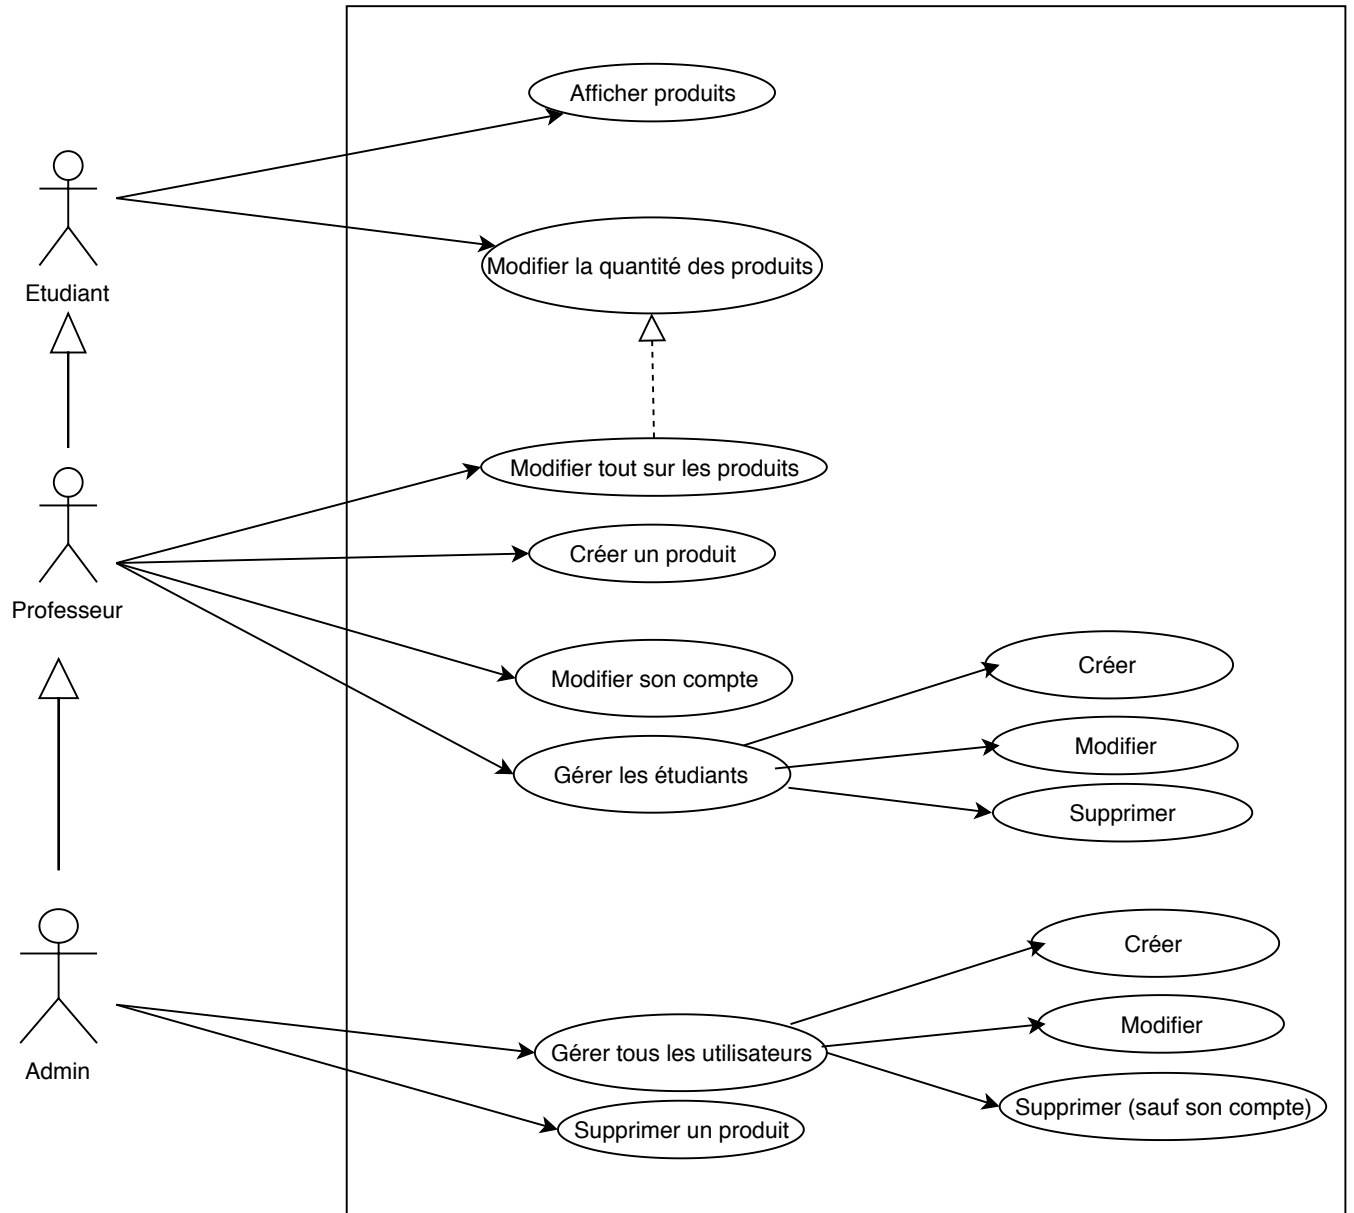 Afficher produits
Etudiant
Modifier la quantité des produits
Modifier tout sur les produits
Créer un produit
Professeur
Modifier son compte
Gérer les étudiants
Créer
Modifier
Supprimer
Admin
Gérer tous les utilisateurs
Supprimer un produit
Créer
Modifier
Supprimer (sauf son compte)